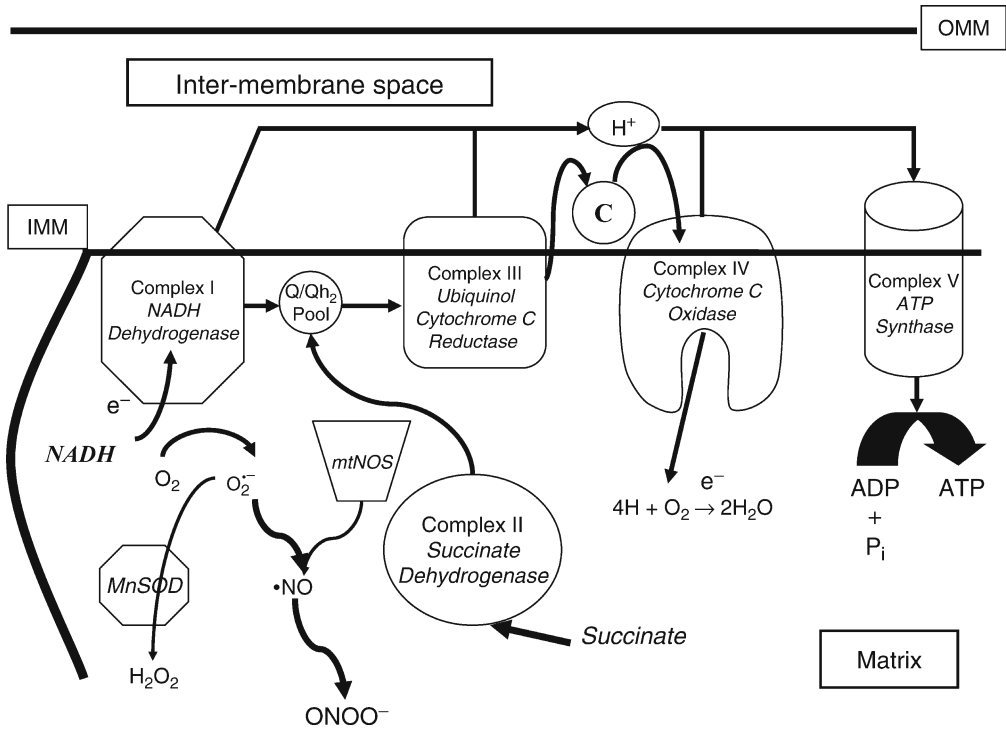 OMM
Inter-membrane space
H⁺
C
IMM
Complex I
NADH
Dehydrogenase
Q/Qh₂
Pool
Complex III
Ubiquinol
Cytochrome C
Reductase
Complex IV
Cytochrome C
Oxidase
Complex V
ATP
Synthase
e⁻
NADH
O₂
O₂•⁻
mtNOS
Complex II
Succinate
Dehydrogenase
e⁻
4H + O₂ → 2H₂O
ADP
+
Pᵢ
ATP
MnSOD
•NO
H₂O₂
ONOO⁻
Succinate
Matrix